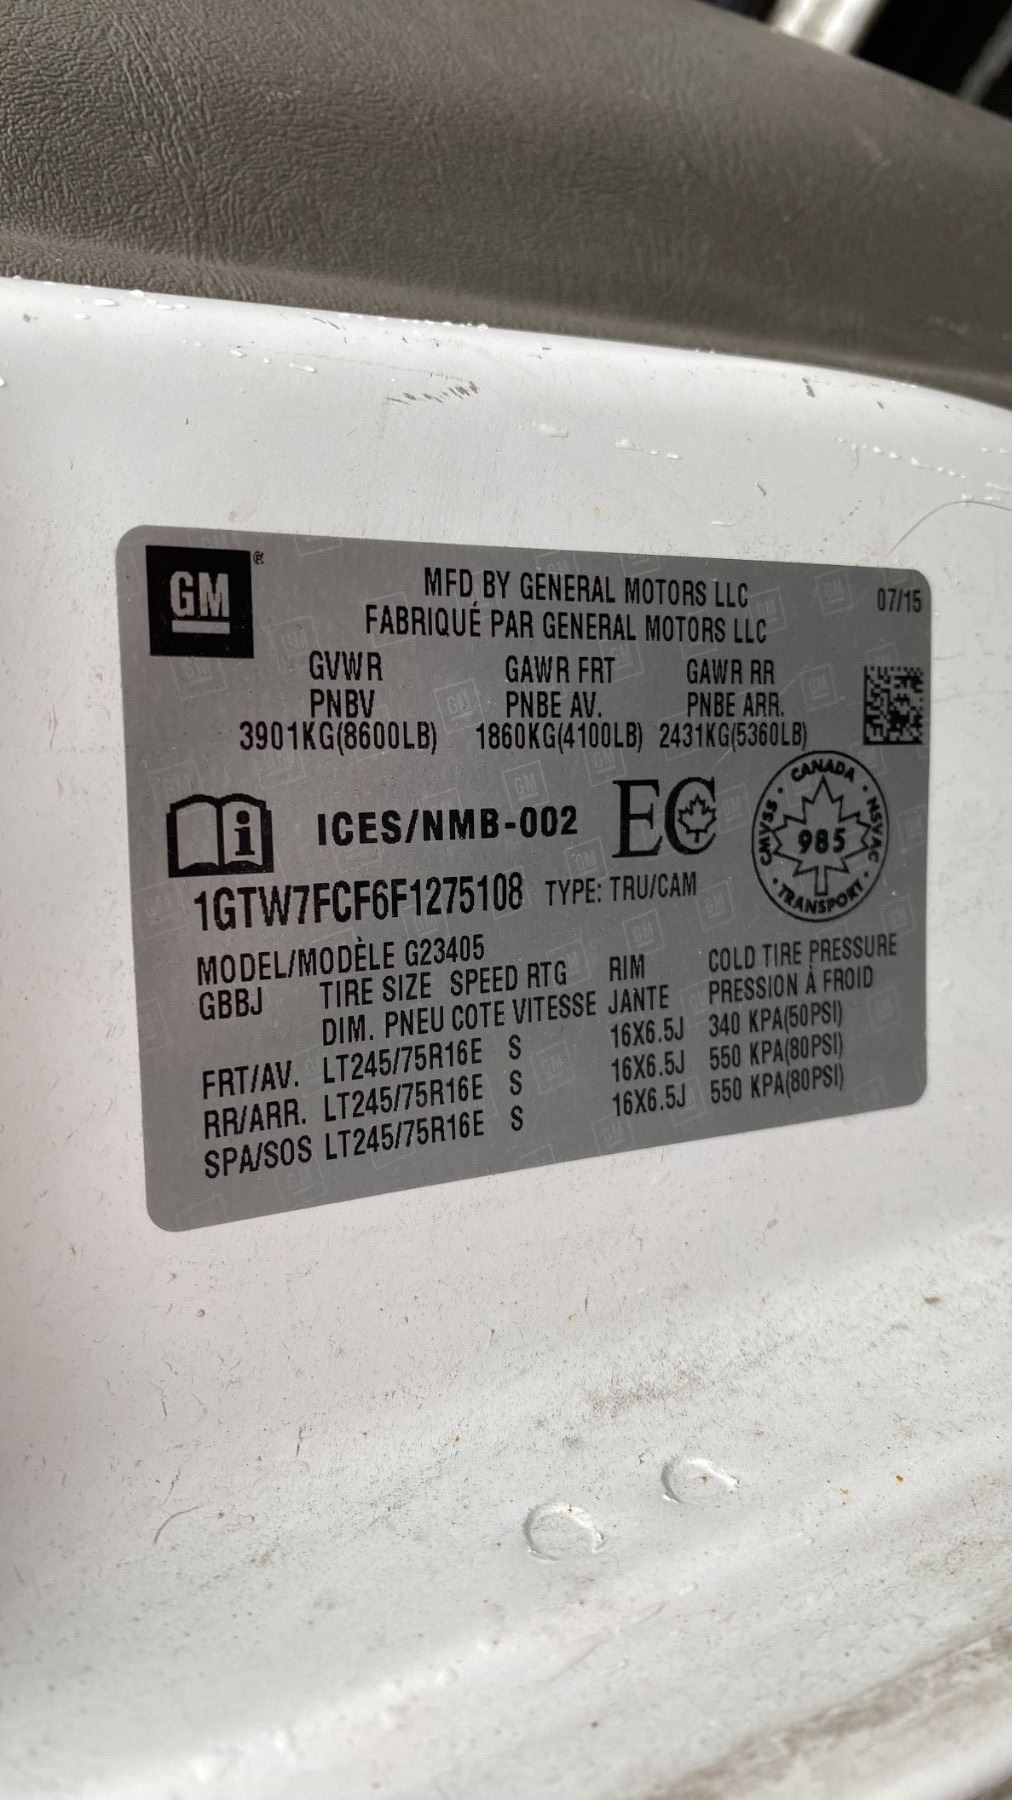 GM®
MFD BY GENERAL MOTORS LLC
07/15
FABRIQUÉ PAR GENERAL MOTORS LLC
GVWR GAWR FRT GAWR RR
PNBV PNBE AV. PNBE ARR.
3901KG(8600LB) 1860KG(4100LB) 2431KG(5360LB)
i ICES/NMB-002 EC
CANADA
CMVSS 985 NSVAC
TRANSPORT
1GTW7FCF6F1275108 TYPE: TRU/CAM
MODEL/MODÈLE G23405
GBBJ TIRE SIZE SPEED RTG RIM COLD TIRE PRESSURE
DIM. PNEU COTE VITESSE JANTE PRESSION À FROID
FRT/AV. LT245/75R16E S 16X6.5J 340 KPA(50PSI)
RR/ARR. LT245/75R16E S 16X6.5J 550 KPA(80PSI)
SPA/SOS LT245/75R16E S 16X6.5J 550 KPA(80PSI)